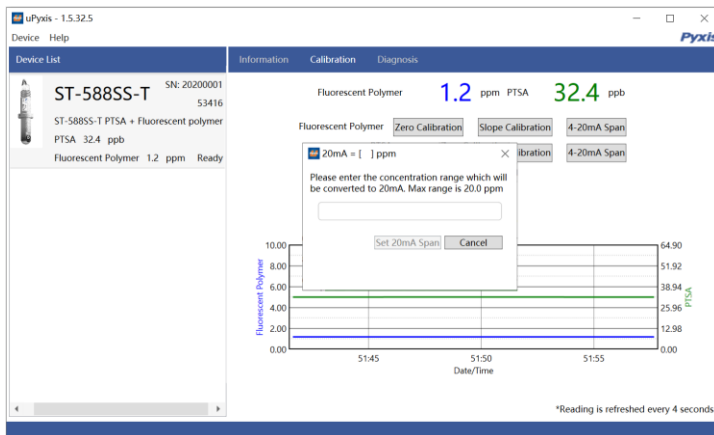 uPyxis - 1.5.32.5
Device Help
Pyxis
Device List
Information Calibration Diagnosis
ST-588SS-T
SN: 20200001
53416
ST-588SS-T PTSA + Fluorescent polymer
PTSA 32.4 ppb
Fluorescent Polymer 1.2 ppm Ready
Fluorescent Polymer 1.2 ppm PTSA 32.4 ppb
Fluorescent Polymer Zero Calibration Slope Calibration 4-20mA Span
ibration 4-20mA Span
20mA = [ ] ppm
Please enter the concentration range which will
be converted to 20mA. Max range is 20.0 ppm
Set 20mA Span Cancel
Fluorescent Polymer
10.00
8.00
6.00
4.00
2.00
0.00
64.90
51.92
38.94
25.96
12.98
0.00
PTSA
51:45 51:50 51:55
Date/Time
*Reading is refreshed every 4 seconds